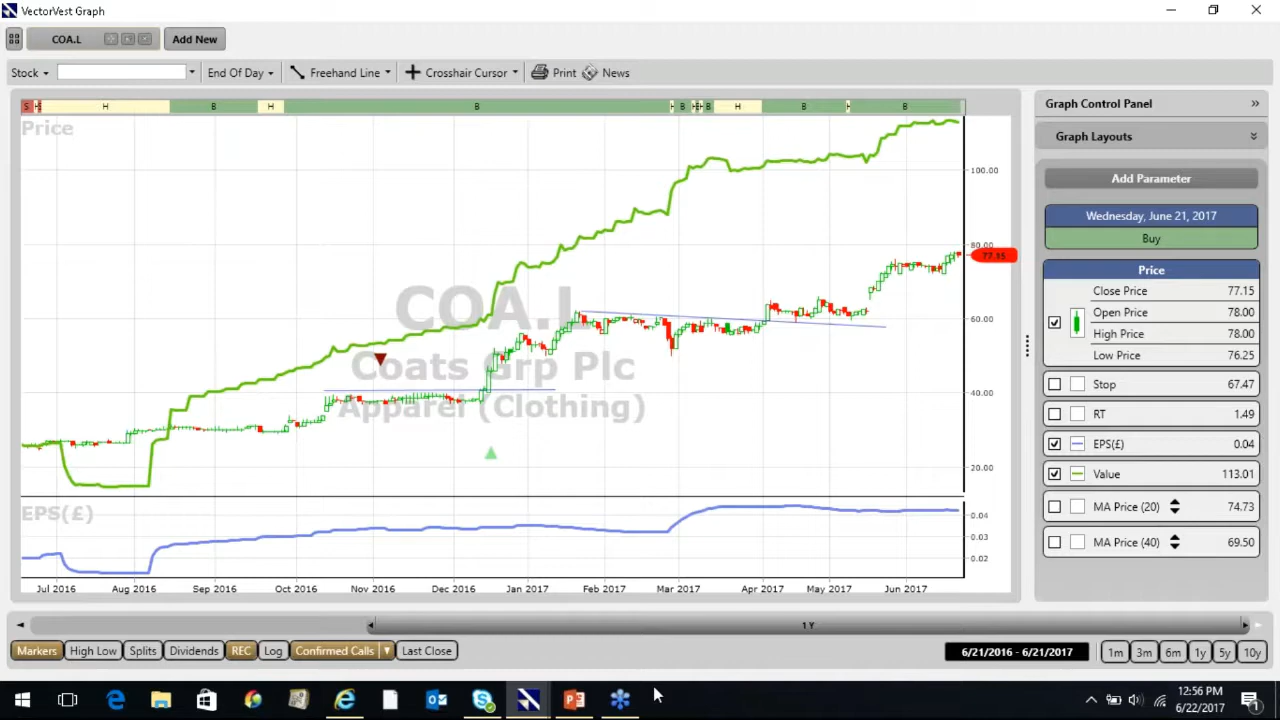 VectorVest Graph
COA.L
Add New
Stock
End Of Day
Freehand Line
Crosshair Cursor
Print
News
S H H B H B H B H H B H B H B
Price
COA.L
Coats Grp Plc
Apparel (Clothing)
100.00
80.00
77.15
60.00
40.00
20.00
EPS(£)
0.04
0.03
0.02
Jul 2016 Aug 2016 Sep 2016 Oct 2016 Nov 2016 Dec 2016 Jan 2017 Feb 2017 Mar 2017 Apr 2017 May 2017 Jun 2017
1 Y
Markers High Low Splits Dividends REC Log Confirmed Calls Last Close
6/21/2016 - 6/21/2017
1m 3m 6m 1y 5y 10y
Graph Control Panel
Graph Layouts
Add Parameter
Wednesday, June 21, 2017
Buy
Price
Close Price 77.15
Open Price 78.00
High Price 78.00
Low Price 76.25
Stop 67.47
RT 1.49
EPS(£) 0.04
Value 113.01
MA Price (20) 74.73
MA Price (40) 69.50
12:56 PM
6/22/2017